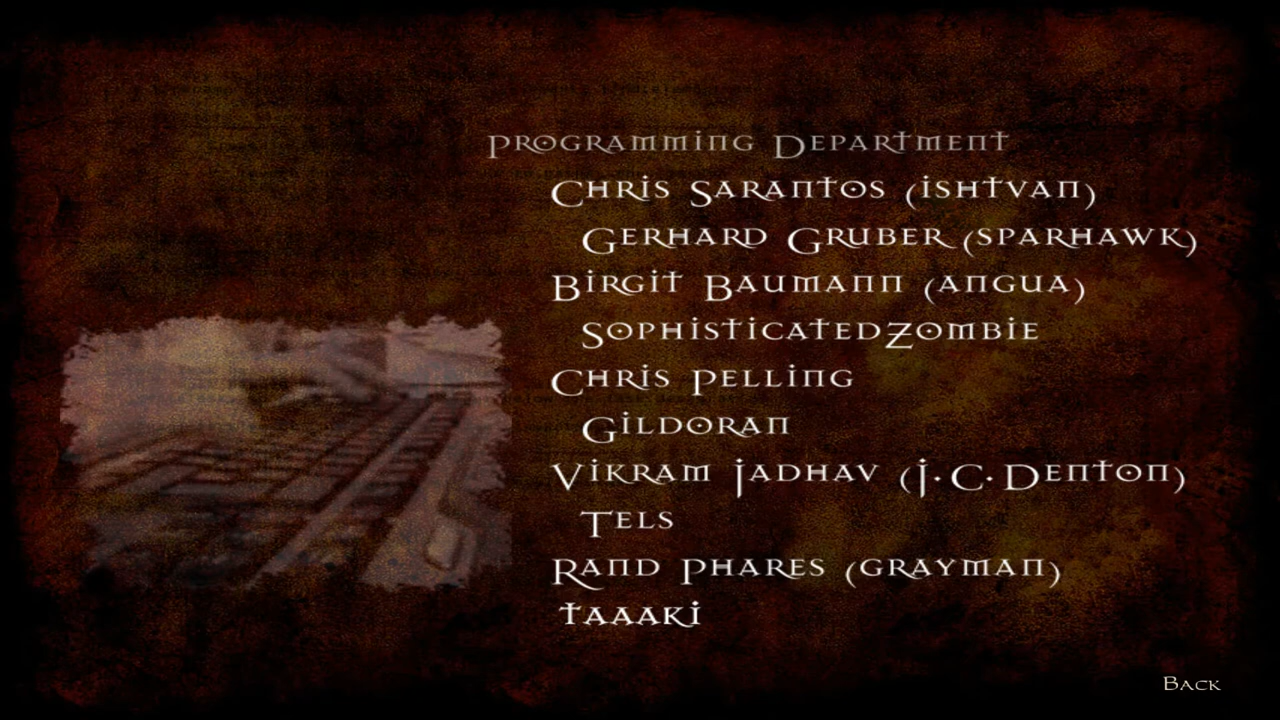 Programming Department
Chris Sarantos (ishtvan)
Gerhard Gruber (sparhawk)
Birgit Baumann (angua)
SophisticatedZombie
Chris Pelling
Gildoran
Vikram Jadhav (J.C.Denton)
Tels
Rand Phares (grayman)
taaaki
Back